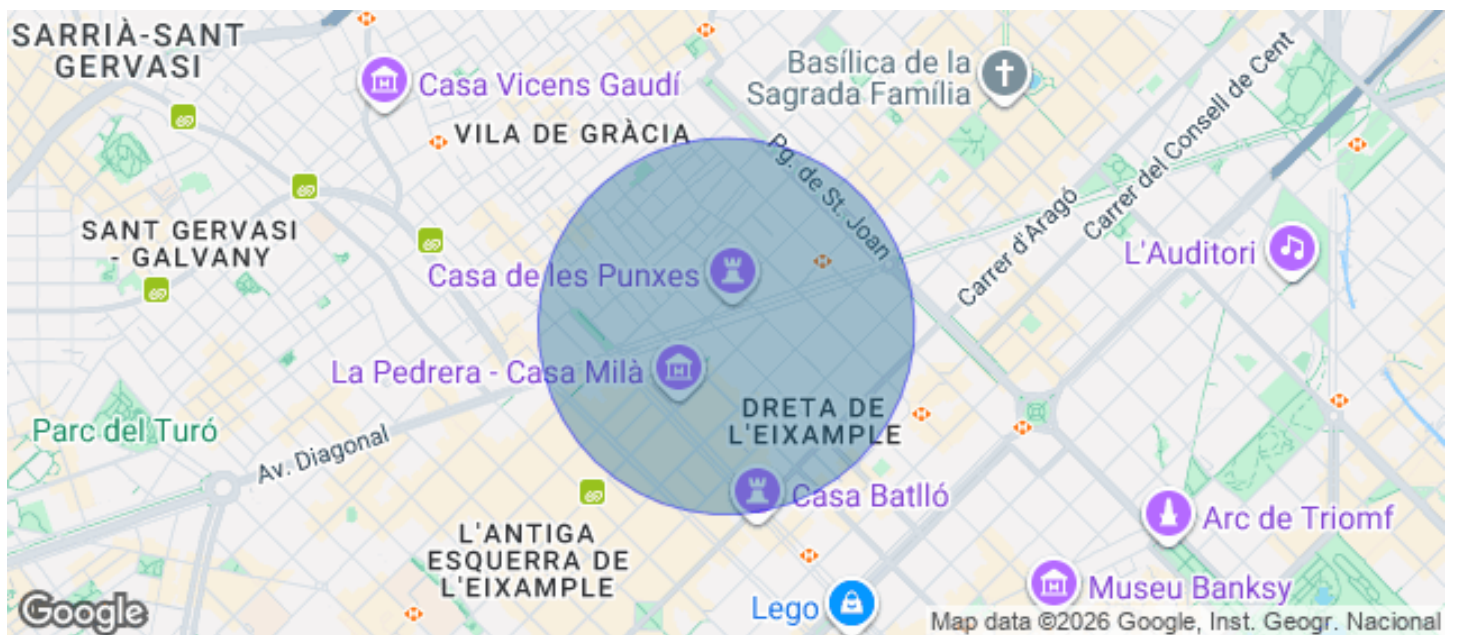 SARRIÀ-SANT
GERVASI
Casa Vicens Gaudí
Basílica de la
Sagrada Família
VILA DE GRÀCIA
Pg. de St. Joan
Carrer del Consell de Cent
Carrer d'Aragó
SANT GERVASI
- GALVANY
L'Auditori
Casa de les Punxes
La Pedrera - Casa Milà
DRETA DE
L'EIXAMPLE
Parc del Turó
Av. Diagonal
Casa Batlló
Arc de Triomf
L'ANTIGA
ESQUERRA DE
L'EIXAMPLE
Museu Banksy
Lego
Google
Map data ©2026 Google, Inst. Geogr. Nacional